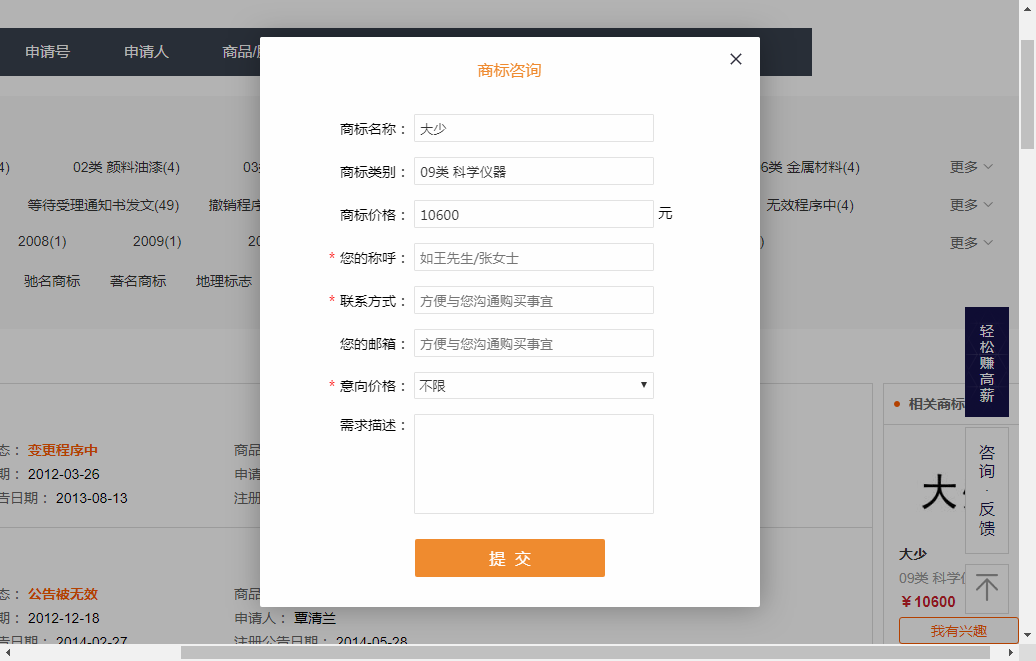 申请号 申请人 商品/
商标咨询
商标名称： 大少
商标类别： 09类 科学仪器
商标价格： 10600 元
* 您的称呼： 如王先生/张女士
* 联系方式： 方便与您沟通购买事宜
您的邮箱： 方便与您沟通购买事宜
* 意向价格： 不限
需求描述：
提 交
4) 02类 颜料油漆(4) 03 6类 金属材料(4) 更多
等待受理通知书发文(49) 撤销程序 无效程序中(4) 更多
2008(1) 2009(1) 20 ) 更多
驰名商标 著名商标 地理标志
态： 变更程序中 商品
期： 2012-03-26 申请
告日期： 2013-08-13 注册
态： 公告被无效 商品
期： 2012-12-18 申请人： 覃清兰
告日期： 2014-02-27 注册公告日期： 2014-05-28
轻松赚高薪
相关商标
咨询·反馈
大
大少
09类 科学仪
￥10600
我有兴趣